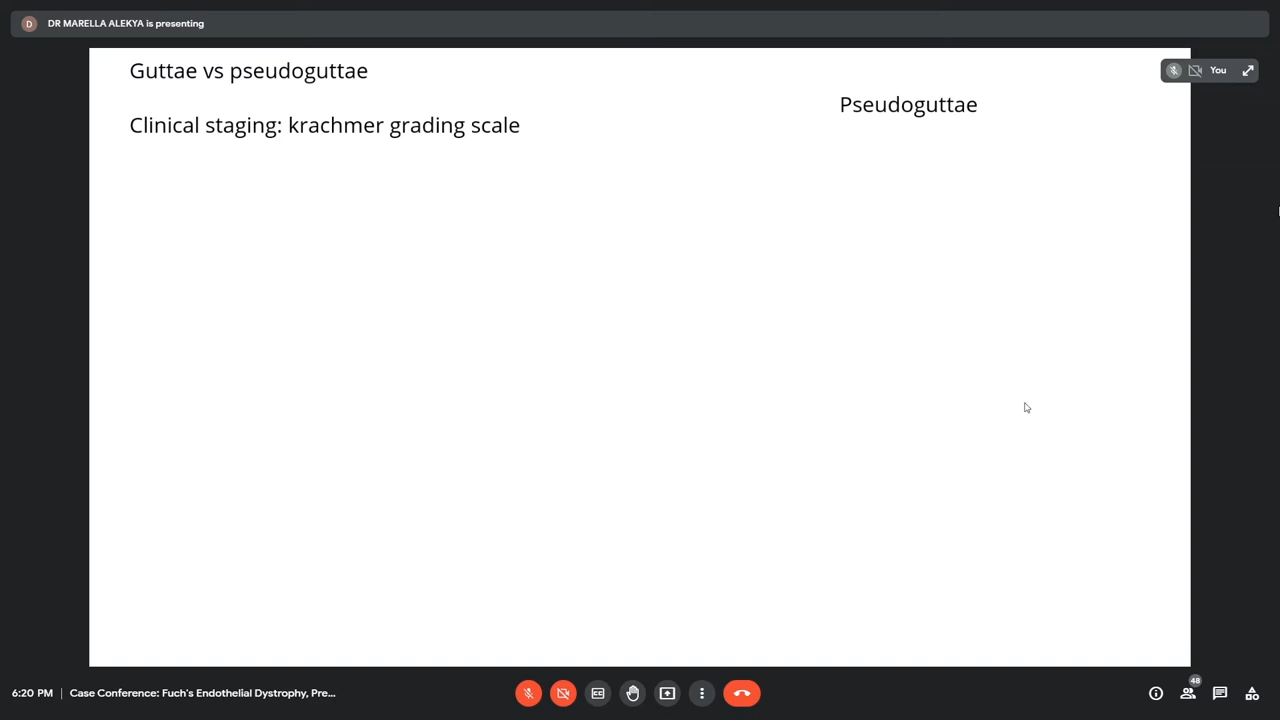 D DR MARELLA ALEKYA is presenting
Guttae vs pseudoguttae
You
Pseudoguttae
Clinical staging: krachmer grading scale
48
6:20 PM | Case Conference: Fuch's Endothelial Dystrophy, Pre...